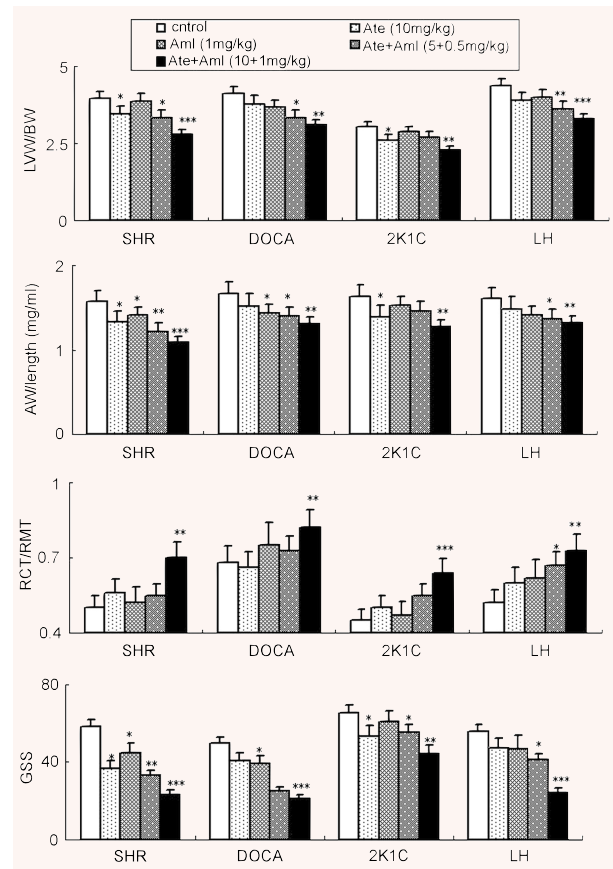 cntrol Ate (10mg/kg)
Aml (1mg/kg) Ate+Aml (5+0.5mg/kg)
Ate+Aml (10+1mg/kg)
5
2.5
0
LVW/BW
* * ***
* **
* **
** ***
SHR DOCA 2K1C LH
2
1
0
AW/length (mg/ml)
* * ** ***
* * **
* **
* **
SHR DOCA 2K1C LH
1
0.7
0.4
RCT/RMT
**
**
***
* **
SHR DOCA 2K1C LH
80
40
0
GSS
* * ** ***
* ***
* * **
* ***
SHR DOCA 2K1C LH